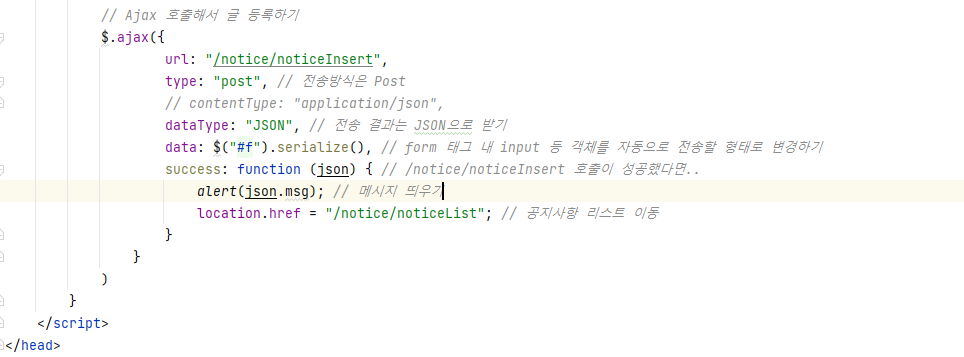 // Ajax 호출해서 글 등록하기
$.ajax({
url: "/notice/noticeInsert",
type: "post", // 전송방식은 Post
// contentType: "application/json",
dataType: "JSON", // 전송 결과는 JSON으로 받기
data: $("#f").serialize(), // form 태그 내 input 등 객체를 자동으로 전송할 형태로 변경하기
success: function (json) { // /notice/noticeInsert 호출이 성공했다면..
alert(json.msg); // 메시지 띄우기
location.href = "/notice/noticeList"; // 공지사항 리스트 이동
}
}
)
}
</script>
</head>